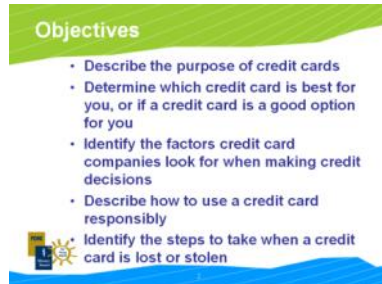 Objectives
• Describe the purpose of credit cards
• Determine which credit card is best for
you, or if a credit card is a good option
for you
• Identify the factors credit card
companies look for when making credit
decisions
• Describe how to use a credit card
responsibly
• Identify the steps to take when a credit
card is lost or stolen
2